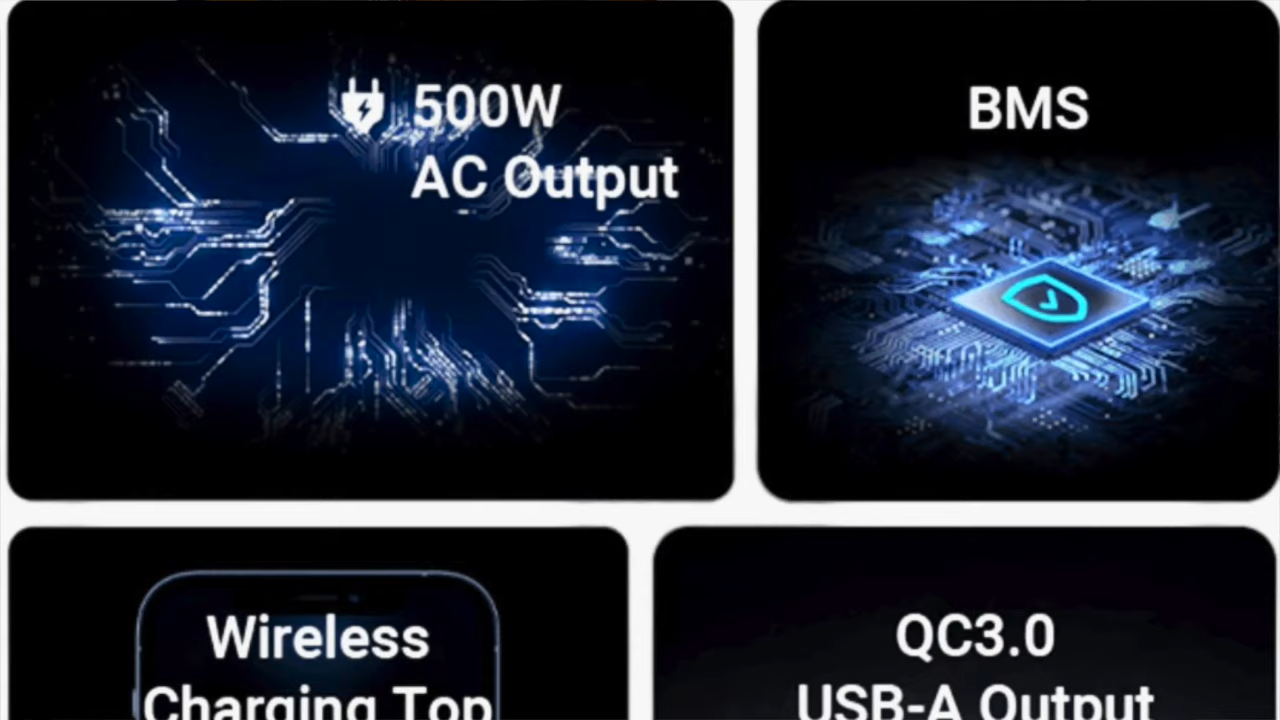 500W
AC Output
BMS
Wireless
Charging Top
QC3.0
USB-A Output